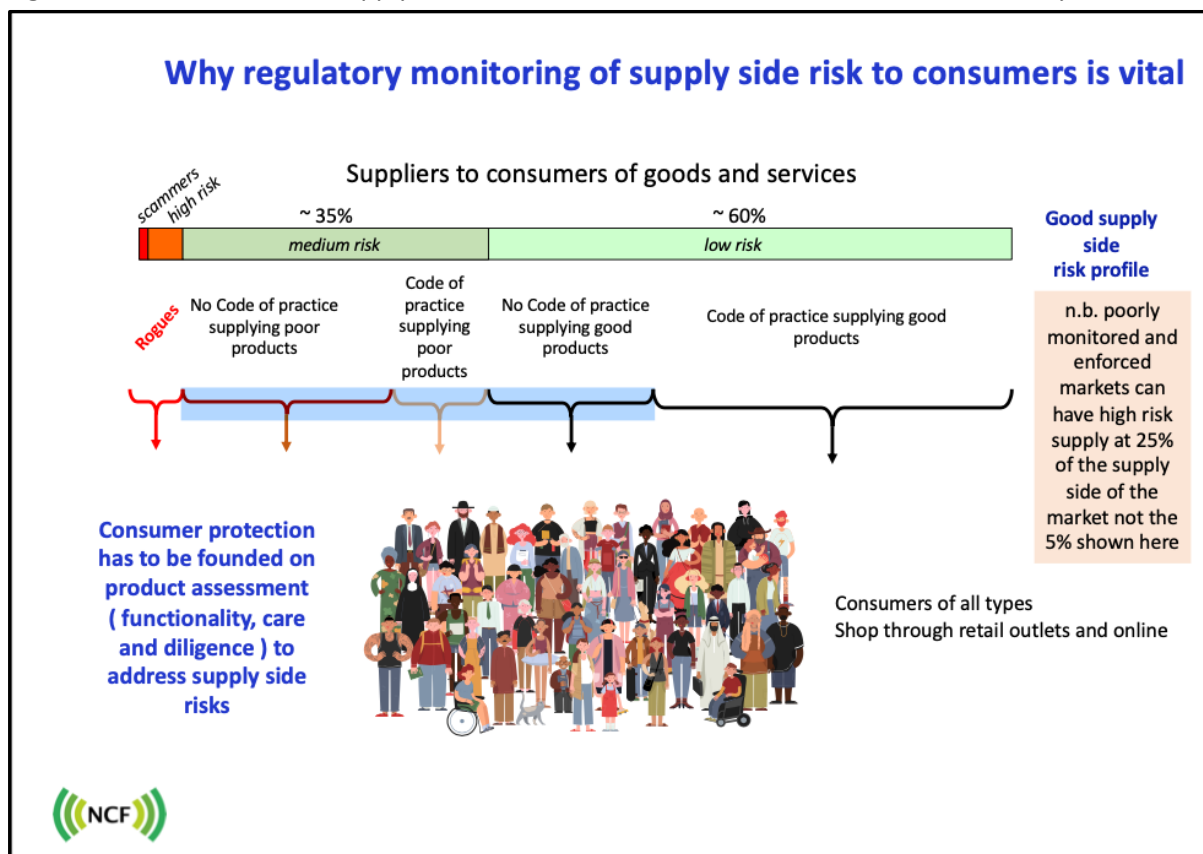 Why regulatory monitoring of supply side risk to consumers is vital
Suppliers to consumers of goods and services
scammers
high risk
~ 35%
~ 60%
medium risk
low risk
Good supply
side
risk profile
Rogues
No Code of practice
supplying poor
products
Code of
practice
supplying
poor
products
No Code of practice
supplying good
products
Code of practice supplying good
products
n.b. poorly
monitored and
enforced
markets can
have high risk
supply at 25%
of the supply
side of the
market not the
5% shown here
Consumer protection
has to be founded on
product assessment
( functionality, care
and diligence ) to
address supply side
risks
Consumers of all types
Shop through retail outlets and online
NCF